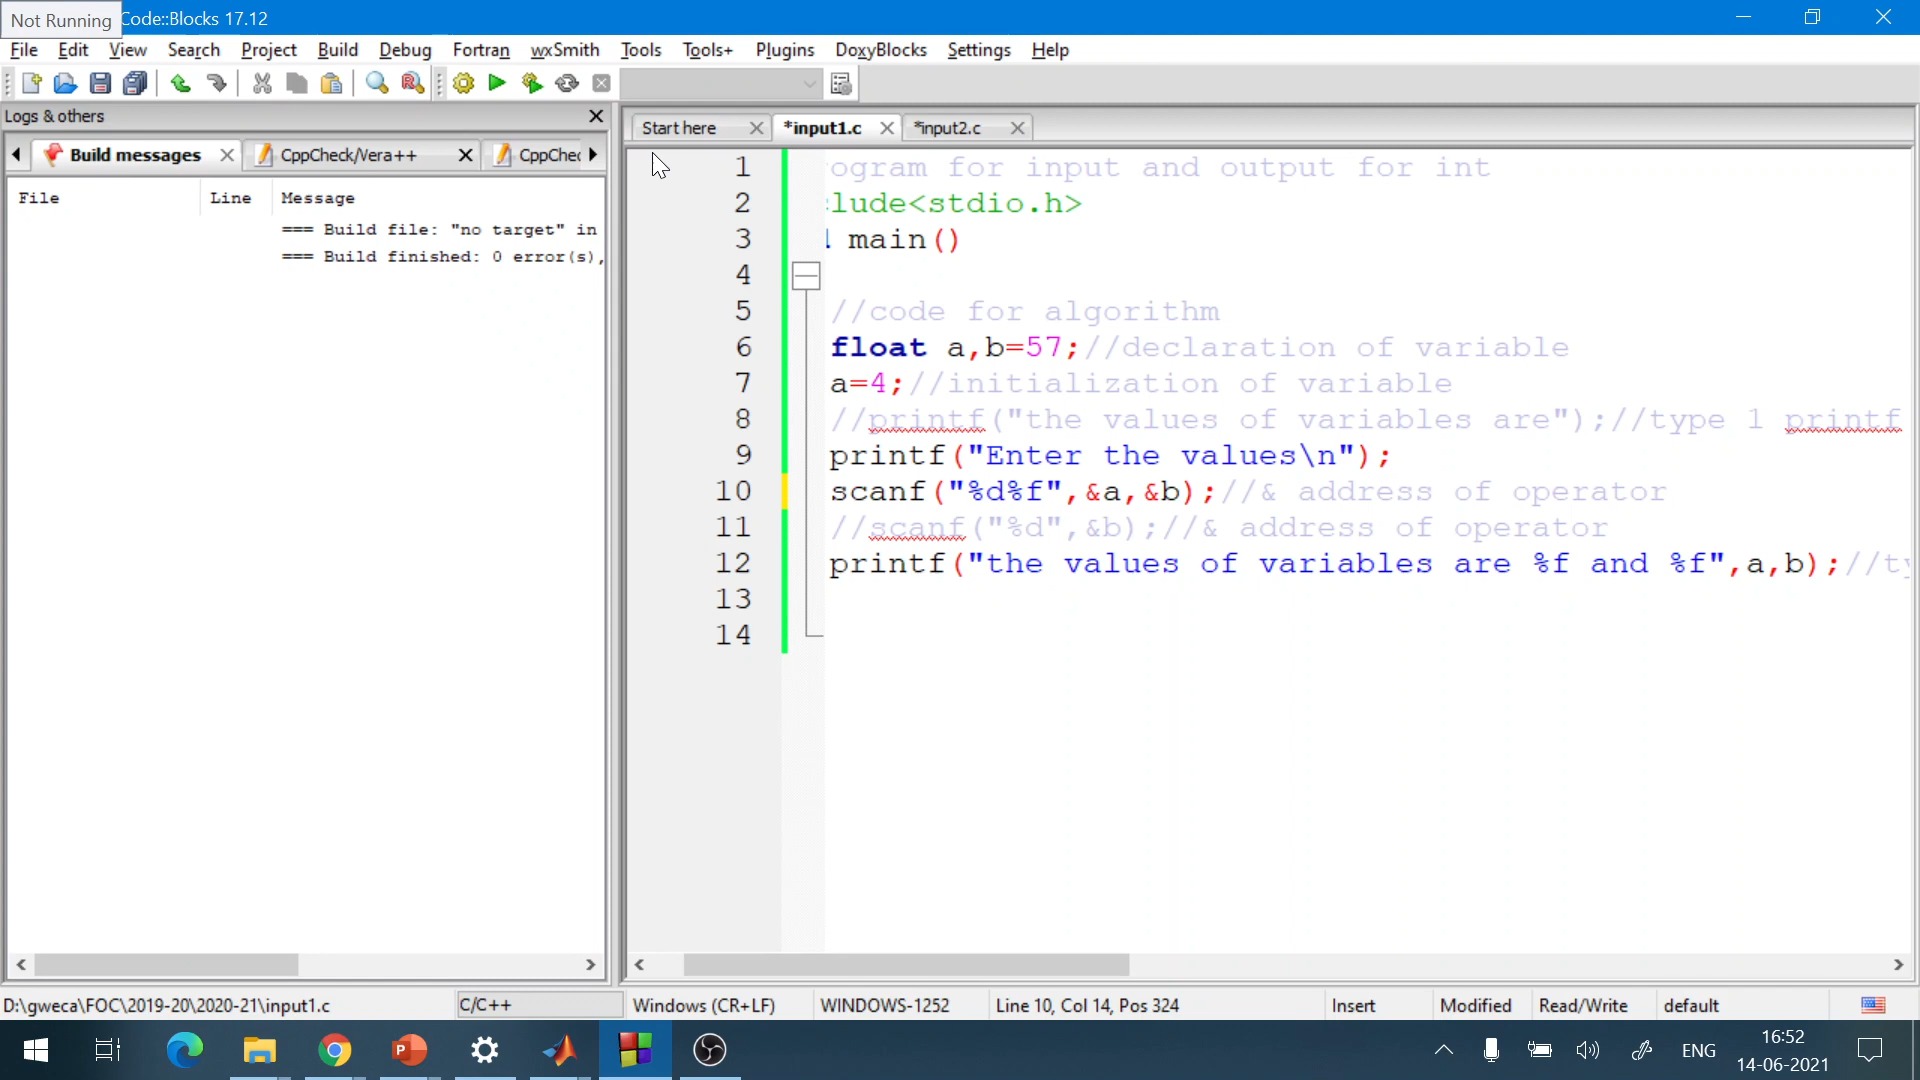 Not Running
Code::Blocks 17.12
File Edit View Search Project Build Debug Fortran wxSmith Tools Tools+ Plugins DoxyBlocks Settings Help
Logs & others
Build messages
CppCheck/Vera++
CppChec
Start here
*input1.c
*input2.c
File Line Message
=== Build file: "no target" in
=== Build finished: 0 error(s),
1 ogram for input and output for int
2 lude<stdio.h>
3 main()
4
5 //code for algorithm
6 float a,b=57;//declaration of variable
7 a=4;//initialization of variable
8 //printf("the values of variables are");//type 1 printf
9 printf("Enter the values\n");
10 scanf("%d%f",&a,&b);//& address of operator
11 //scanf("%d",&b);//& address of operator
12 printf("the values of variables are %f and %f",a,b);//ty
13
14
D:\gweca\FOC\2019-20\2020-21\input1.c
C/C++
Windows (CR+LF)
WINDOWS-1252
Line 10, Col 14, Pos 324
Insert
Modified
Read/Write
default
ENG
16:52
14-06-2021